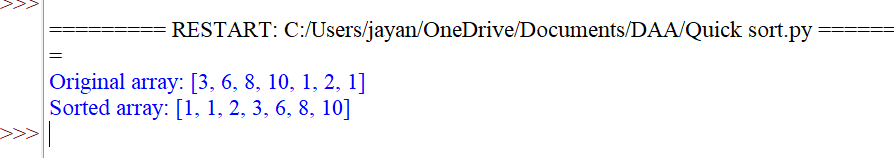 >>>
========= RESTART: C:/Users/jayan/OneDrive/Documents/DAA/Quick sort.py ======
=
Original array: [3, 6, 8, 10, 1, 2, 1]
Sorted array: [1, 1, 2, 3, 6, 8, 10]
>>>